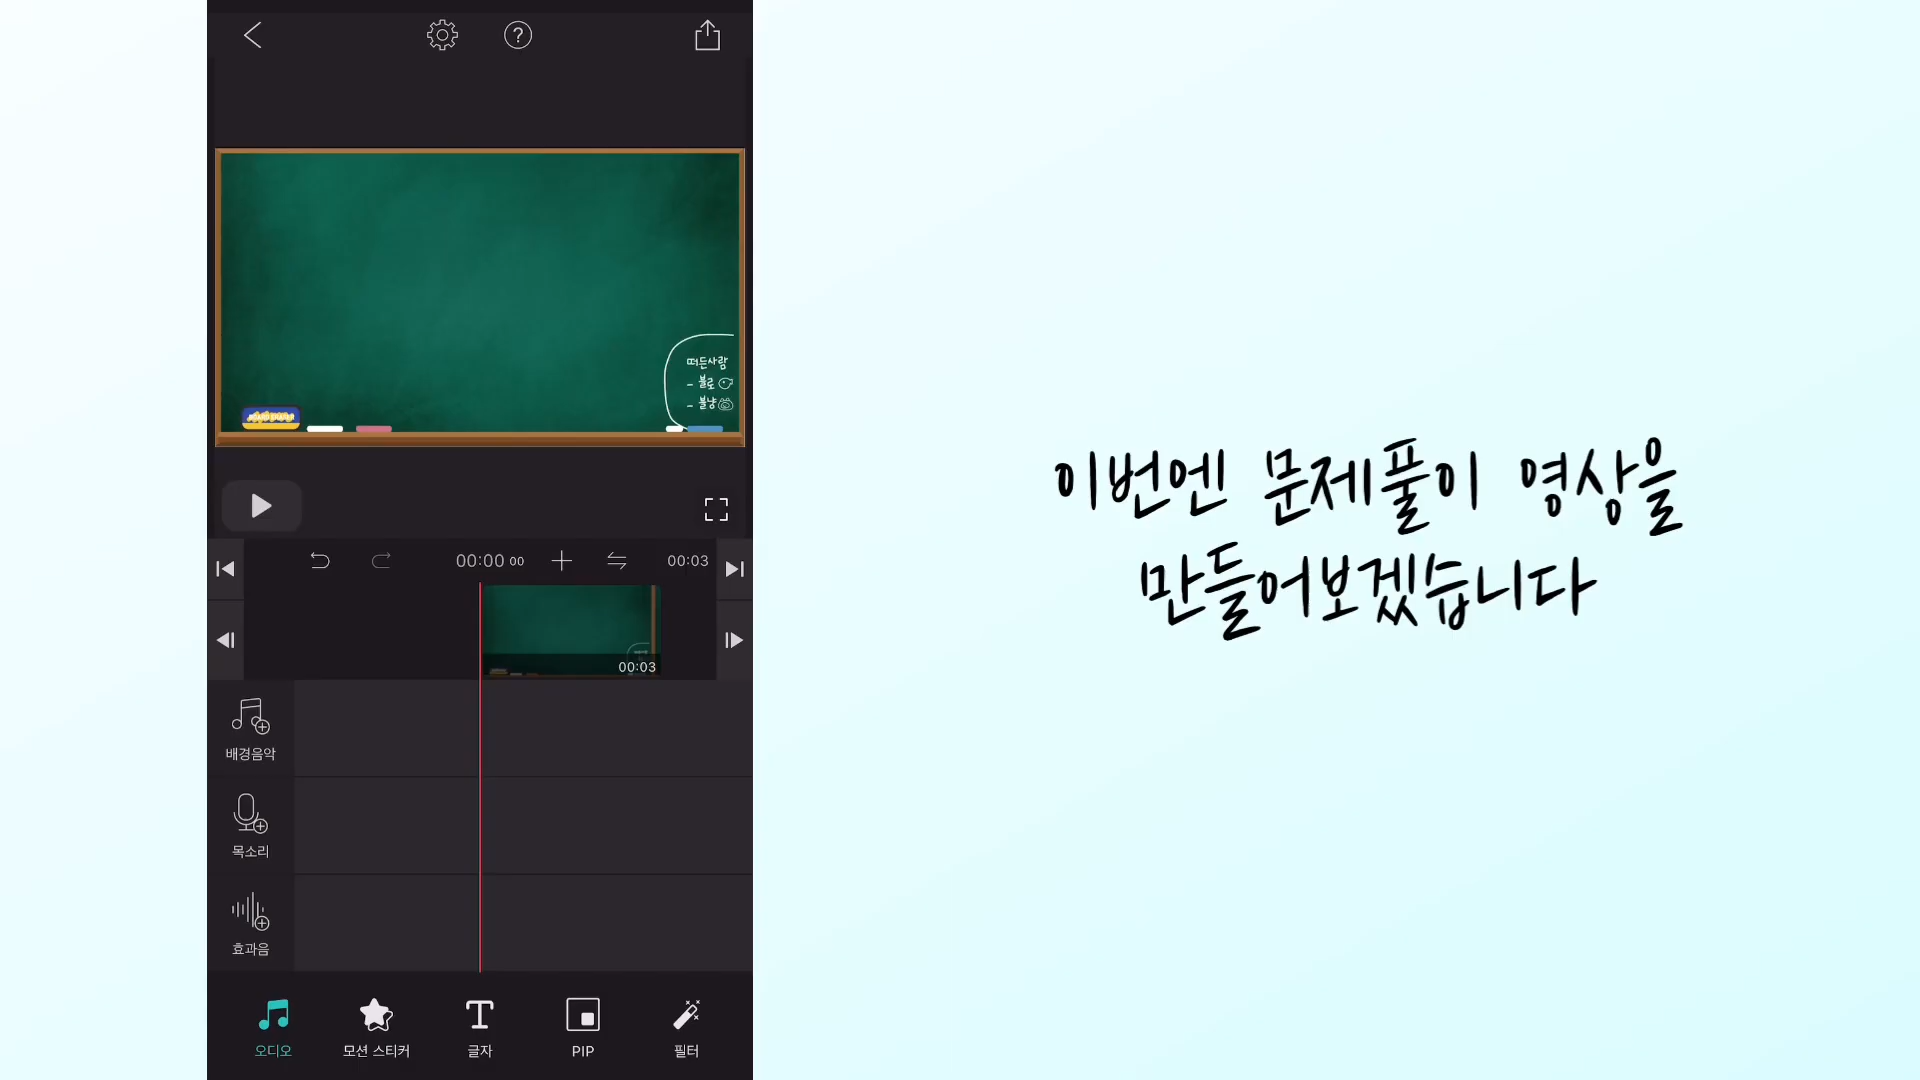 ?
떠든사람
- 불로
- 불냥
00:00 00
00:03
00:03
배경음악
목소리
효과음
오디오
모션 스티커
글자
PIP
필터
이번엔 문제풀이 영상을
만들어보겠습니다